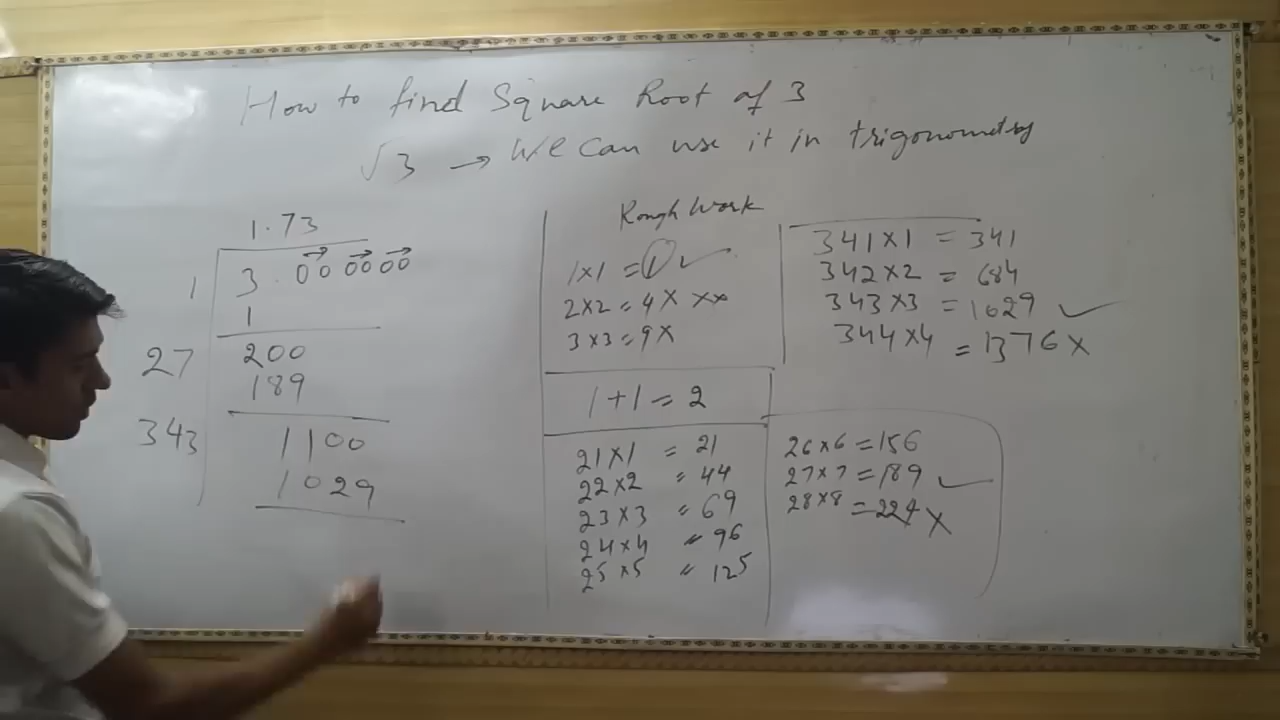 How to find Square Root of 3
√3 → We can use it in trigonometry
1.73
1 3.00 00 00
1
27 200
189
343 1100
1029
Rough Work
1×1 = 1 ✓
2×2 = 4× ××
3×3 = 9×
1+1 = 2
21×1 = 21
22×2 = 44
23×3 = 69
24×4 = 96
25×5 = 125
341×1 = 341
342×2 = 684
343×3 = 1029 ✓
344×4 = 1376 ×
26×6 = 156
27×7 = 189 ✓
28×8 = 224 ×